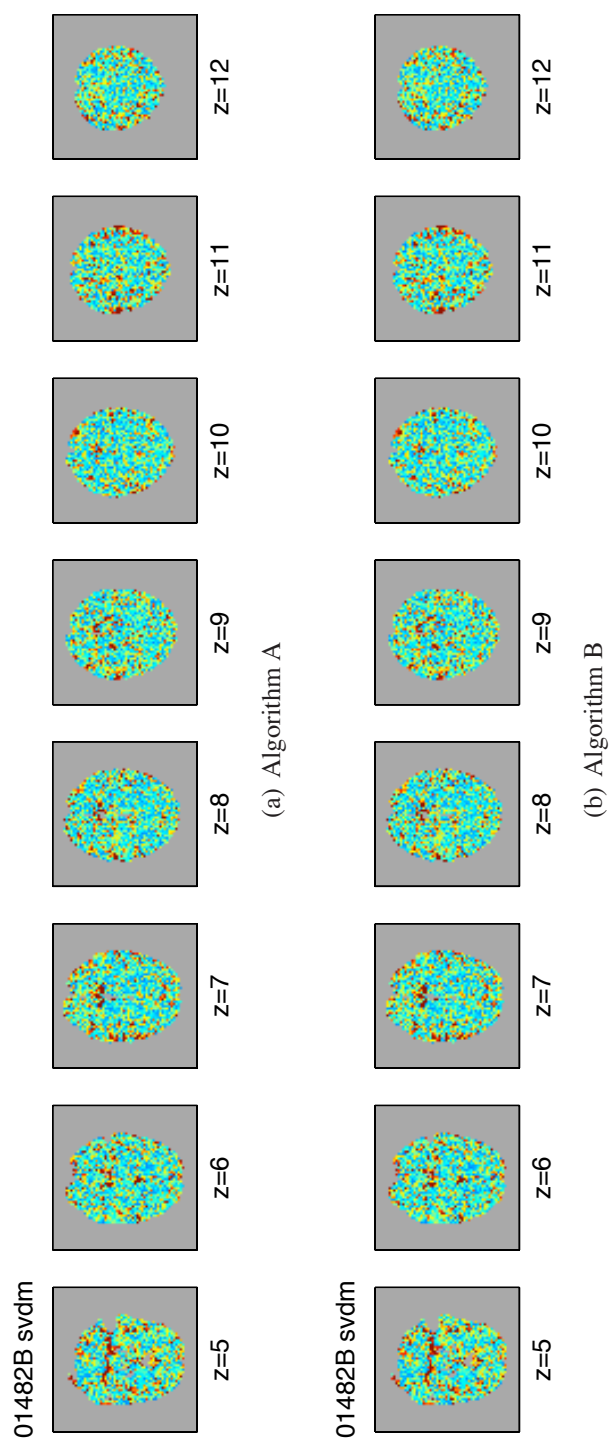 01482B svdm
z=5
z=6
z=7
z=8
z=9
z=10
z=11
z=12
(a) Algorithm A
01482B svdm
z=5
z=6
z=7
z=8
z=9
z=10
z=11
z=12
(b) Algorithm B